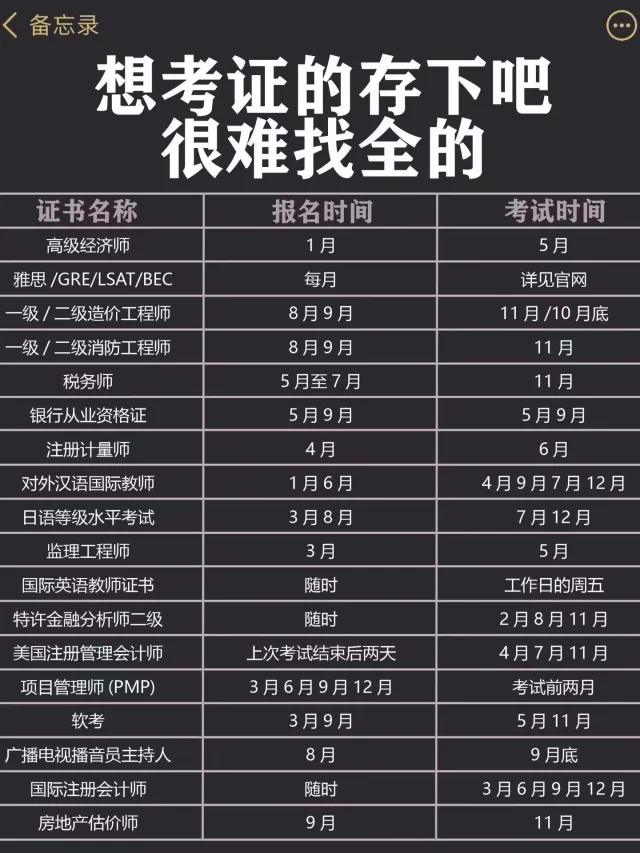 备忘录
想考证的存下吧
很难找全的
证书名称 报名时间 考试时间
高级经济师 1月 5月
雅思/GRE/LSAT/BEC 每月 详见官网
一级/二级造价工程师 8月9月 11月/10月底
一级/二级消防工程师 8月9月 11月
税务师 5月至7月 11月
银行从业资格证 5月9月 5月9月
注册计量师 4月 6月
对外汉语国际教师 1月6月 4月9月7月12月
日语等级水平考试 3月8月 7月12月
监理工程师 3月 5月
国际英语教师证书 随时 工作日的周五
特许金融分析师二级 随时 2月8月11月
美国注册管理会计师 上次考试结束后两天 4月7月11月
项目管理师(PMP) 3月6月9月12月 考试前两月
软考 3月9月 5月11月
广播电视播音员主持人 8月 9月底
国际注册会计师 随时 3月6月9月12月
房地产估价师 9月 11月